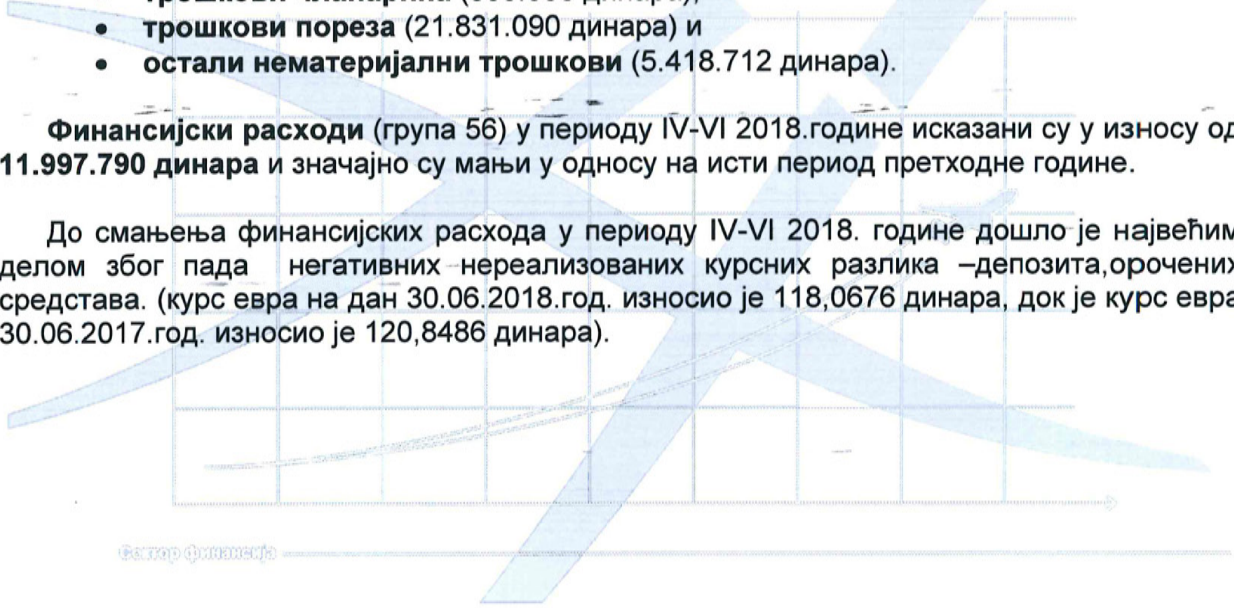 трошкови пореза (21.831.090 динара) и
остали нематеријални трошкови (5.418.712 динара).
Финансијски расходи (група 56) у периоду IV-VI 2018.године исказани су у износу од
11.997.790 динара и значајно су мањи у односу на исти период претходне године.
До смањења финансијских расхода у периоду IV-VI 2018. године дошло је највећим
делом због пада негативних нереализованих курсних разлика –депозита,орочених
средстава. (курс евра на дан 30.06.2018.год. износио је 118,0676 динара, док је курс евра
30.06.2017.год. износио је 120,8486 динара).
Сектор финансија